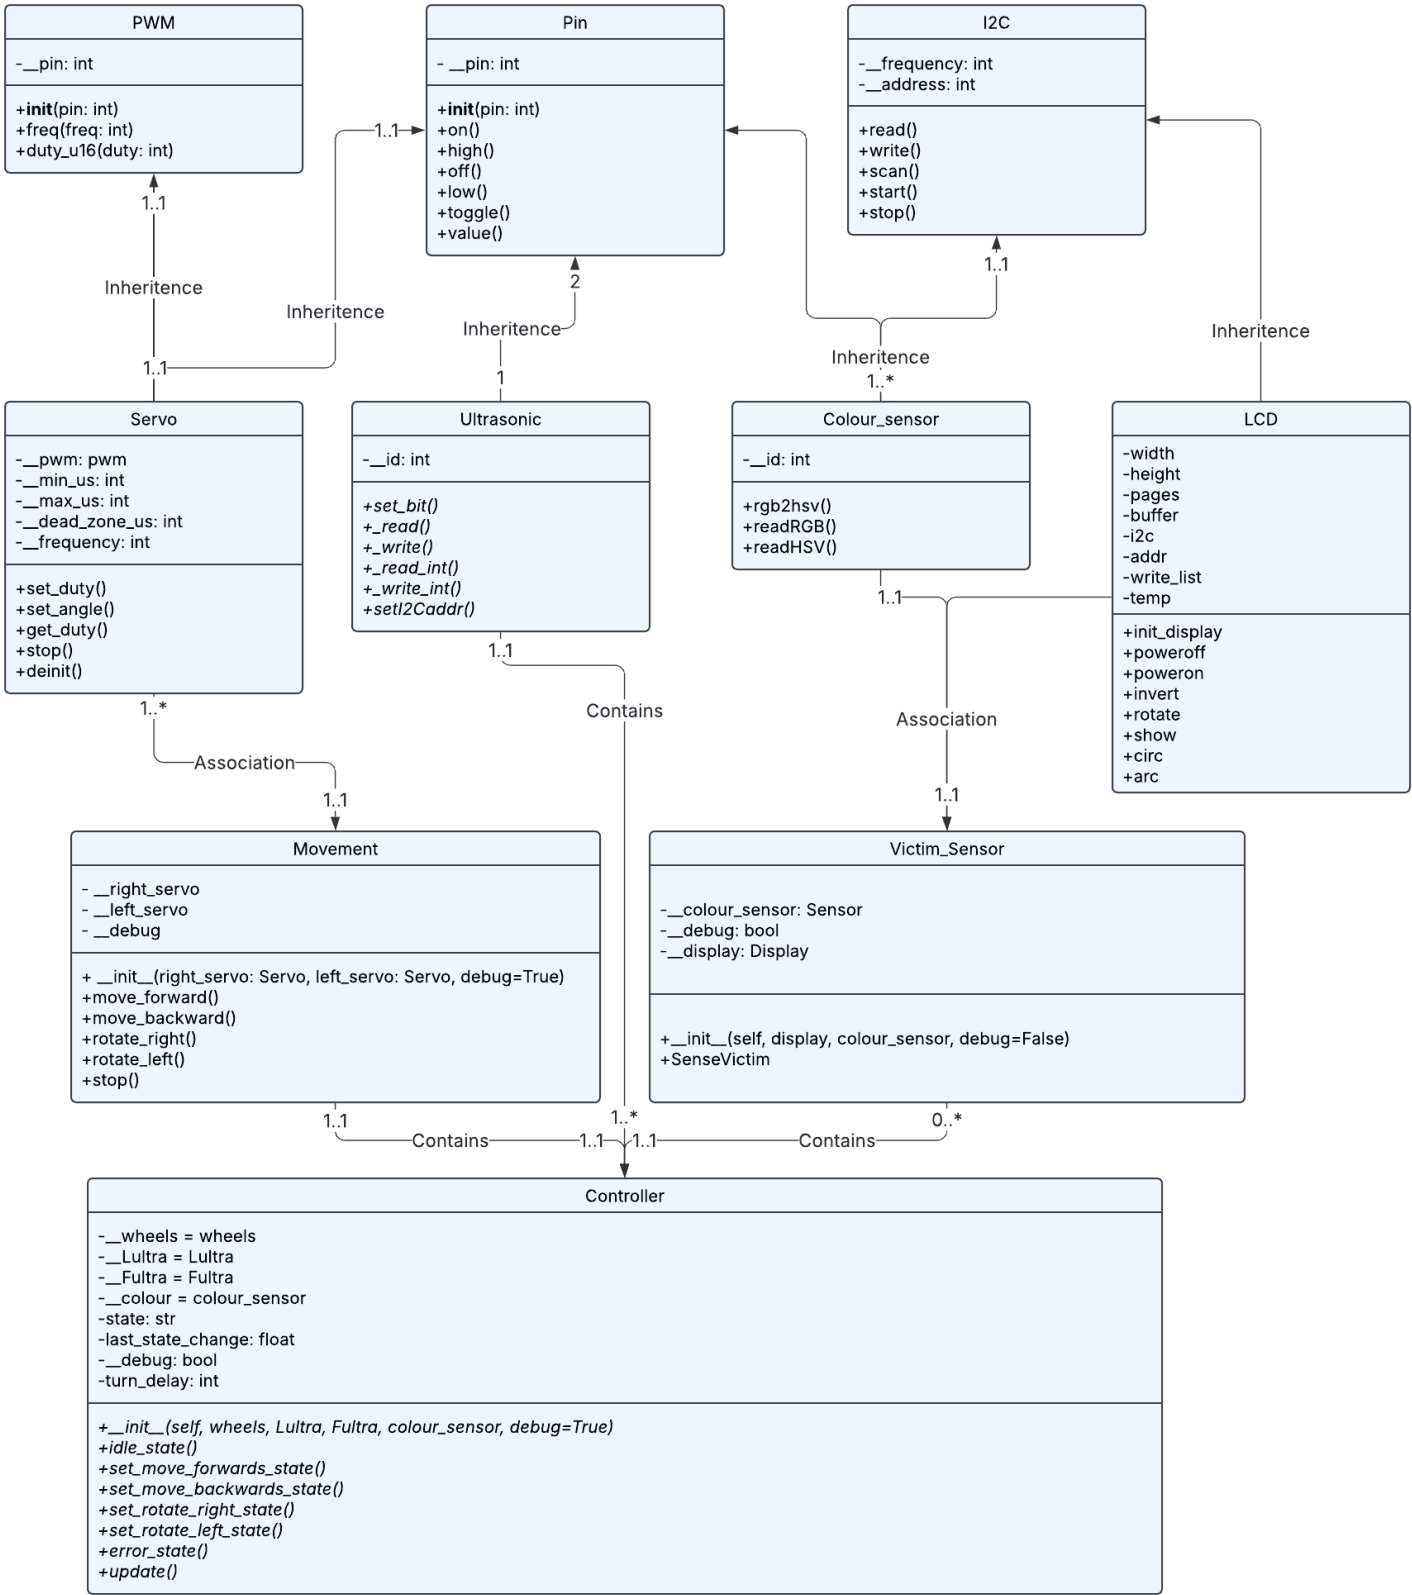 PWM
-__pin: int
+init(pin: int)
+freq(freq: int)
+duty_u16(duty: int)
Pin
- __pin: int
+init(pin: int)
+on()
+high()
+off()
+low()
+toggle()
+value()
I2C
-__frequency: int
-__address: int
+read()
+write()
+scan()
+start()
+stop()
1..1
1..1
Inheritence
1..1
Inheritence
2
Inheritence
1
1..1
Inheritence
1..*
Inheritence
Servo
-__pwm: pwm
-__min_us: int
-__max_us: int
-__dead_zone_us: int
-__frequency: int
+set_duty()
+set_angle()
+get_duty()
+stop()
+deinit()
Ultrasonic
-__id: int
+set_bit()
+_read()
+_write()
+_read_int()
+_write_int()
+setI2Caddr()
Colour_sensor
-__id: int
+rgb2hsv()
+readRGB()
+readHSV()
LCD
-width
-height
-pages
-buffer
-i2c
-addr
-write_list
-temp
+init_display
+poweroff
+poweron
+invert
+rotate
+show
+circ
+arc
1..*
Association
1..1
1..1
Contains
1..1
Association
1..1
Movement
- __right_servo
- __left_servo
- __debug
+ __init__(right_servo: Servo, left_servo: Servo, debug=True)
+move_forward()
+move_backward()
+rotate_right()
+rotate_left()
+stop()
Victim_Sensor
-__colour_sensor: Sensor
-__debug: bool
-__display: Display
+__init__(self, display, colour_sensor, debug=False)
+SenseVictim
1..1
1..*
0..*
Contains
1..1
1..1
Contains
Controller
-__wheels = wheels
-__Lultra = Lultra
-__Fultra = Fultra
-__colour = colour_sensor
-state: str
-last_state_change: float
-__debug: bool
-turn_delay: int
+__init__(self, wheels, Lultra, Fultra, colour_sensor, debug=True)
+idle_state()
+set_move_forwards_state()
+set_move_backwards_state()
+set_rotate_right_state()
+set_rotate_left_state()
+error_state()
+update()